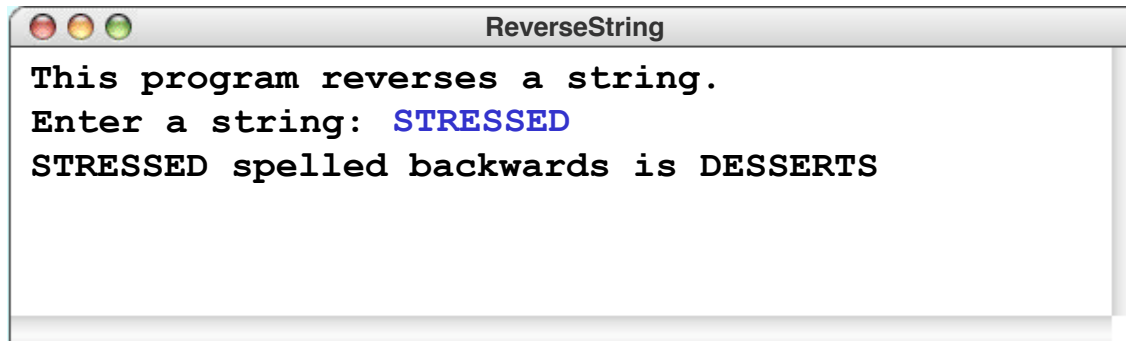 ReverseString
This program reverses a string.
Enter a string: STRESSED
STRESSED spelled backwards is DESSERTS